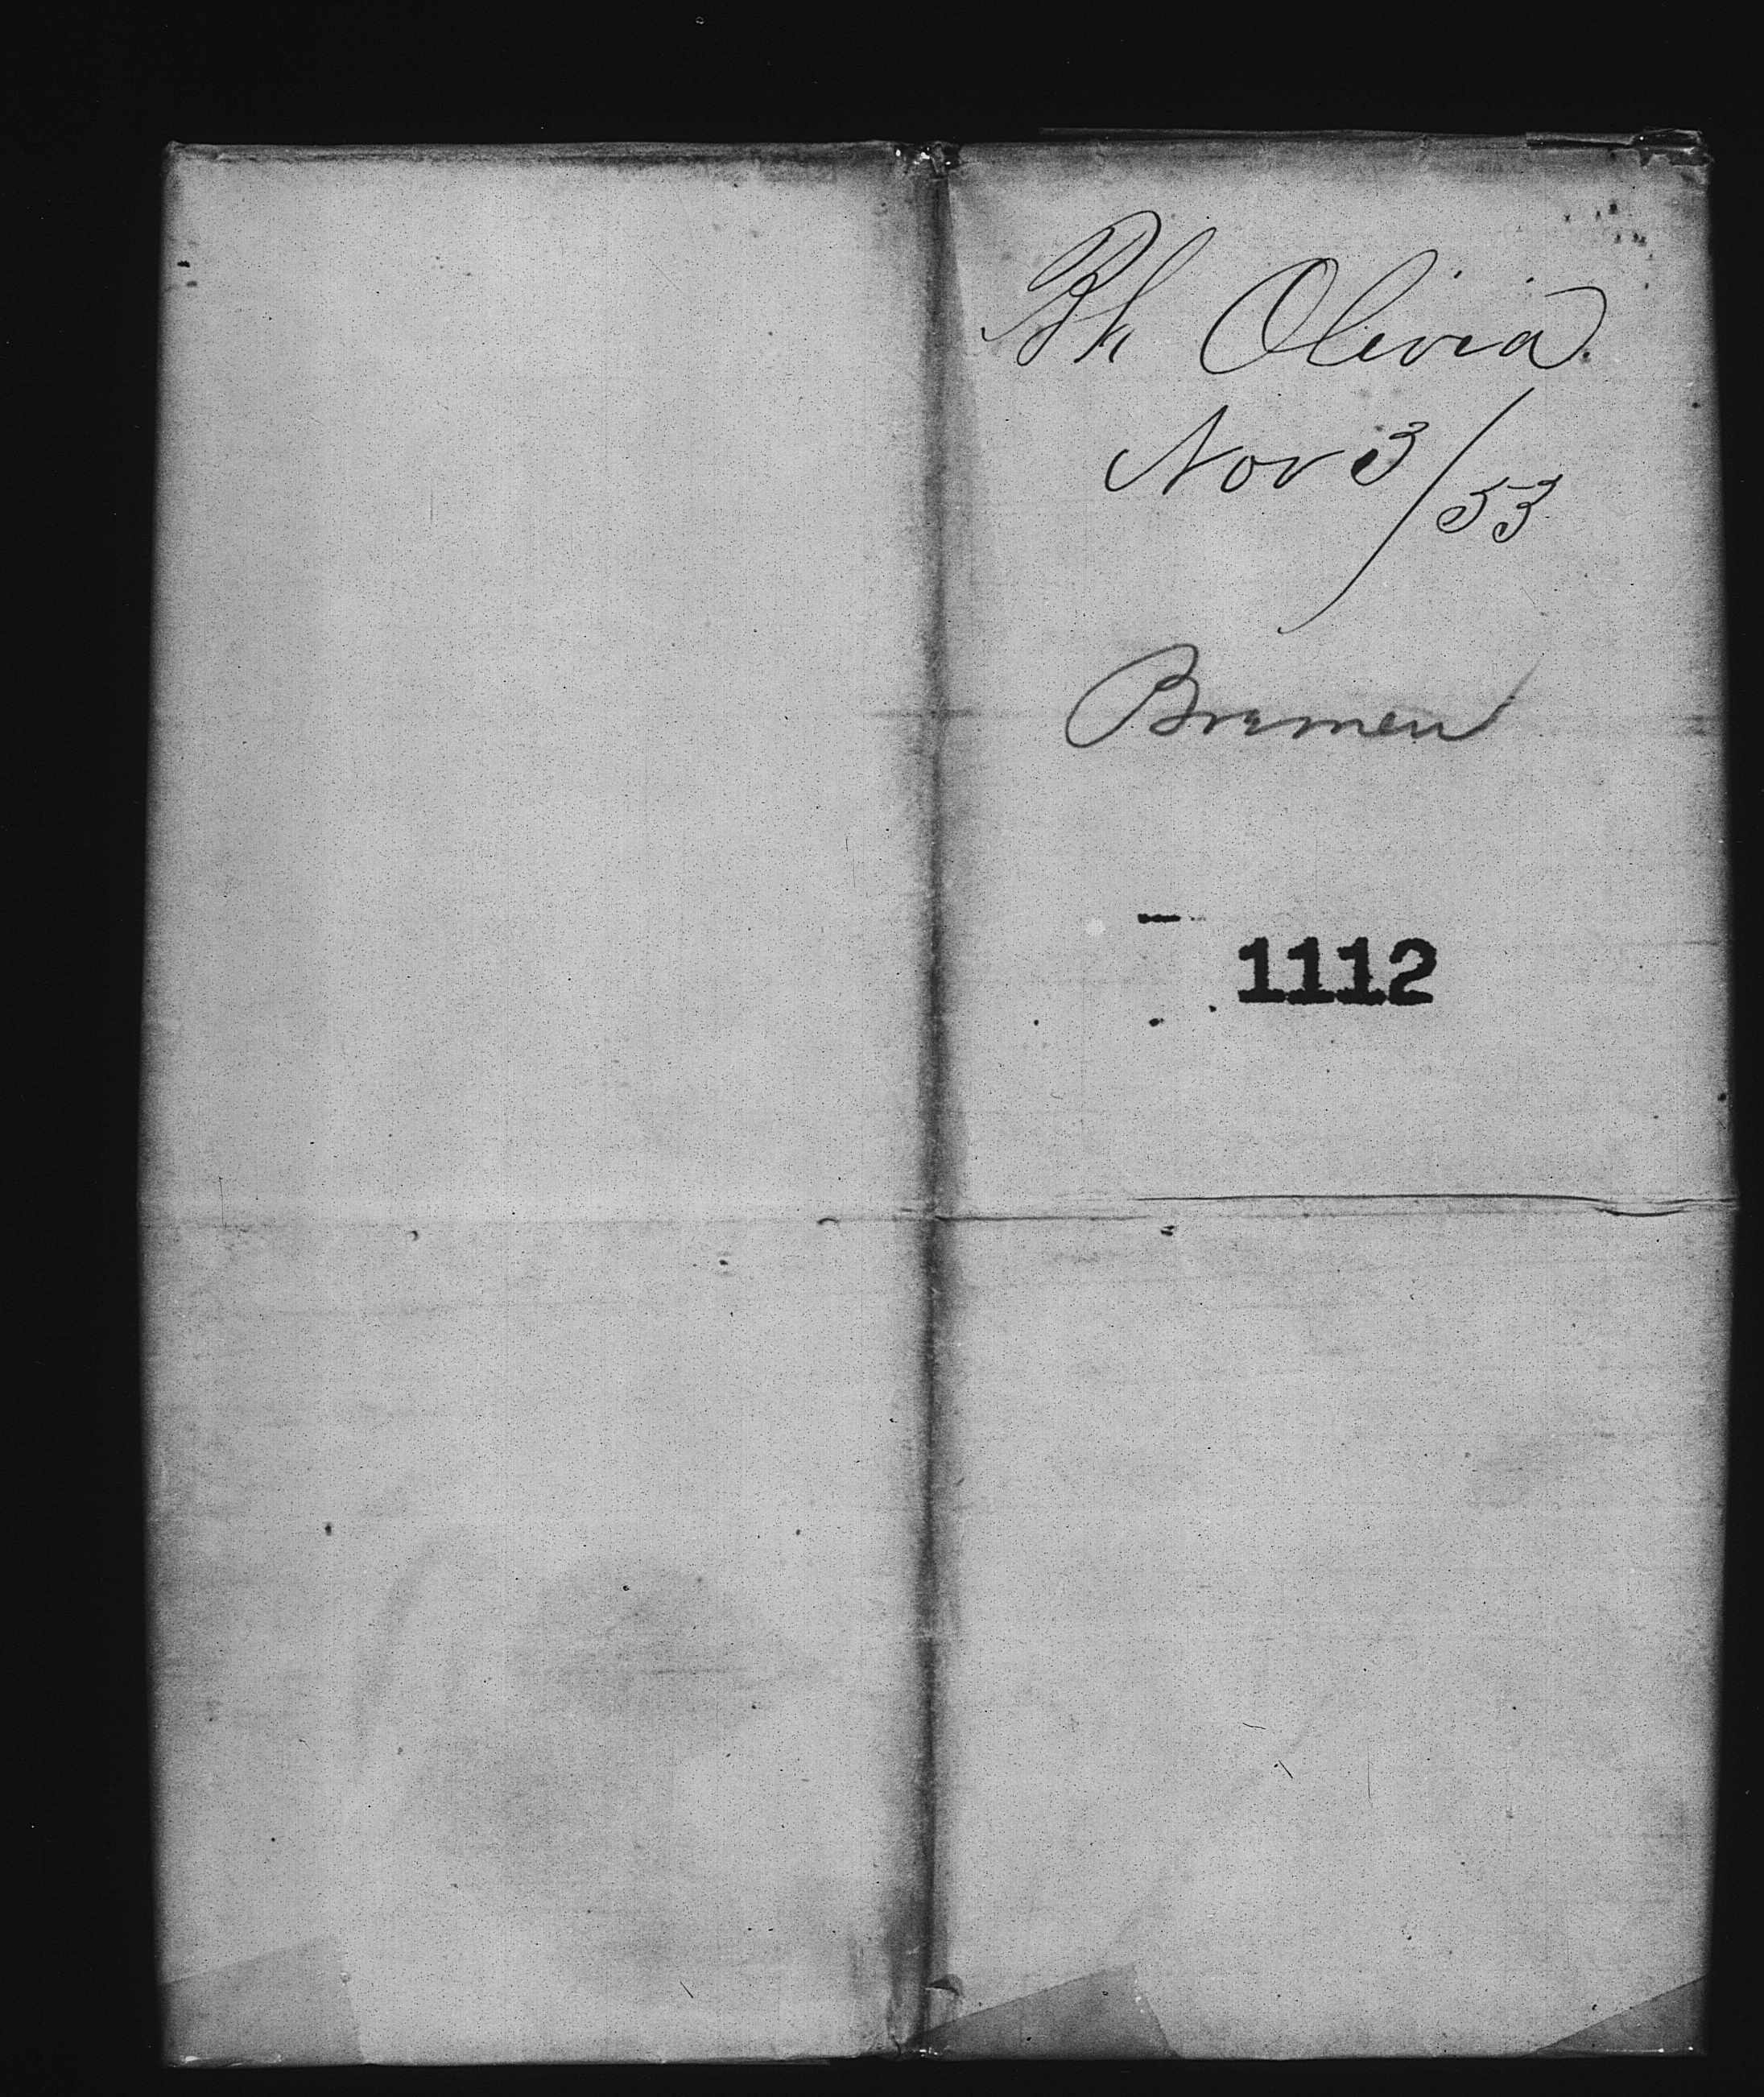 Bk Olivia.
Nov 3/53
Bremen
1112